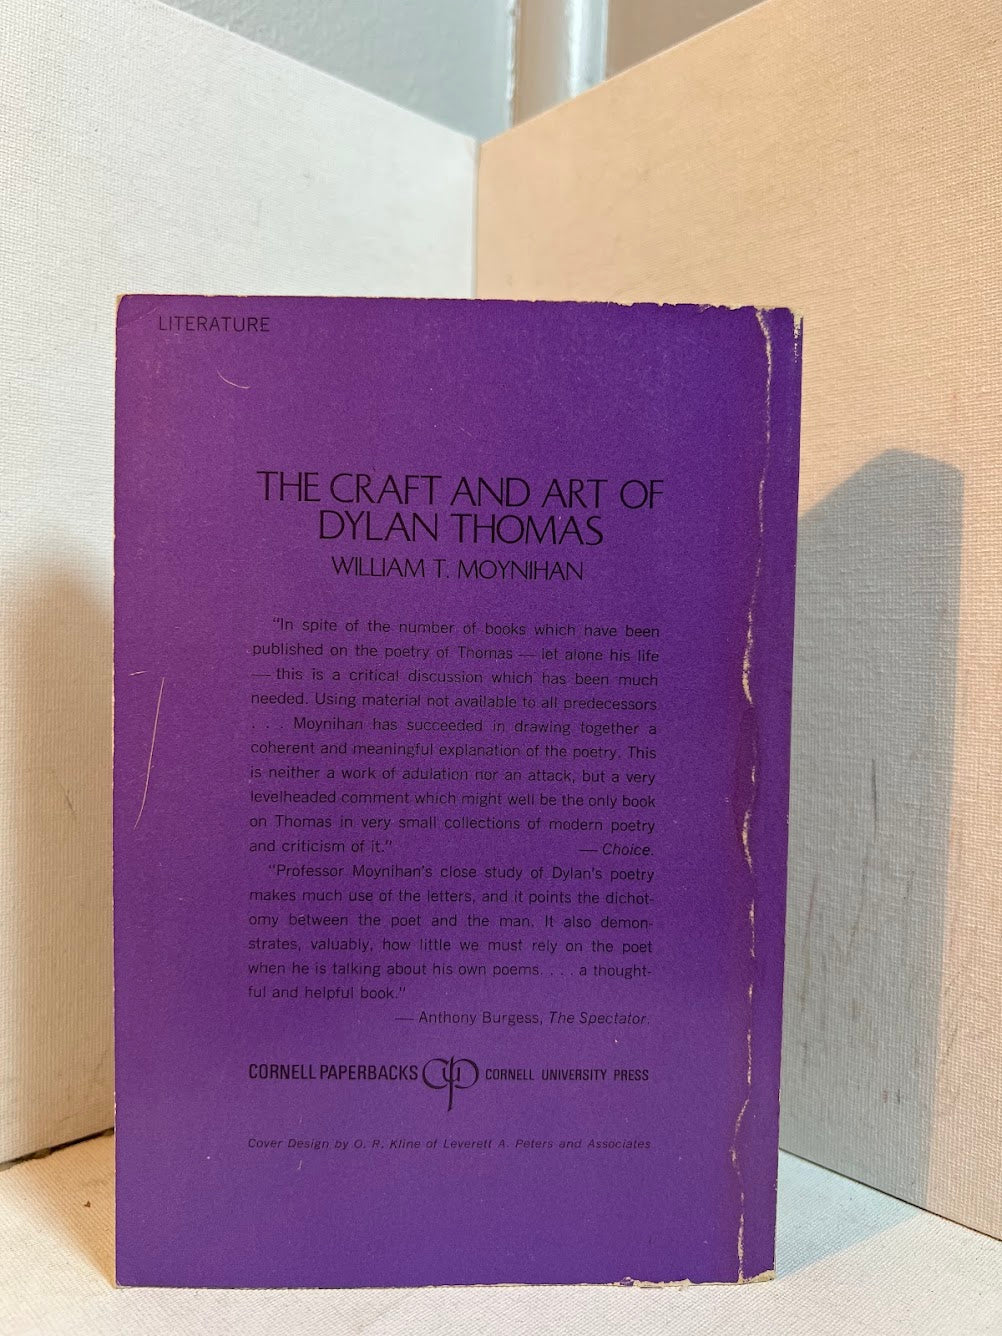 LITERATURE
THE CRAFT AND ART OF
DYLAN THOMAS
WILLIAM T. MOYNIHAN
"In spite of the number of books which have been
published on the poetry of Thomas — let alone his life
— this is a critical discussion which has been much
needed. Using material not available to all predecessors
. . . Moynihan has succeeded in drawing together a
coherent and meaningful explanation of the poetry. This
is neither a work of adulation nor an attack, but a very
levelheaded comment which might well be the only book
on Thomas in very small collections of modern poetry
and criticism of it." — Choice.
"Professor Moynihan's close study of Dylan's poetry
makes much use of the letters, and it points the dichot-
omy between the poet and the man. It also demon-
strates, valuably, how little we must rely on the poet
when he is talking about his own poems. . . . a thought-
ful and helpful book."
— Anthony Burgess, The Spectator.
CORNELL PAPERBACKS cup CORNELL UNIVERSITY PRESS
Cover Design by O. R. Kline of Leverett A. Peters and Associates